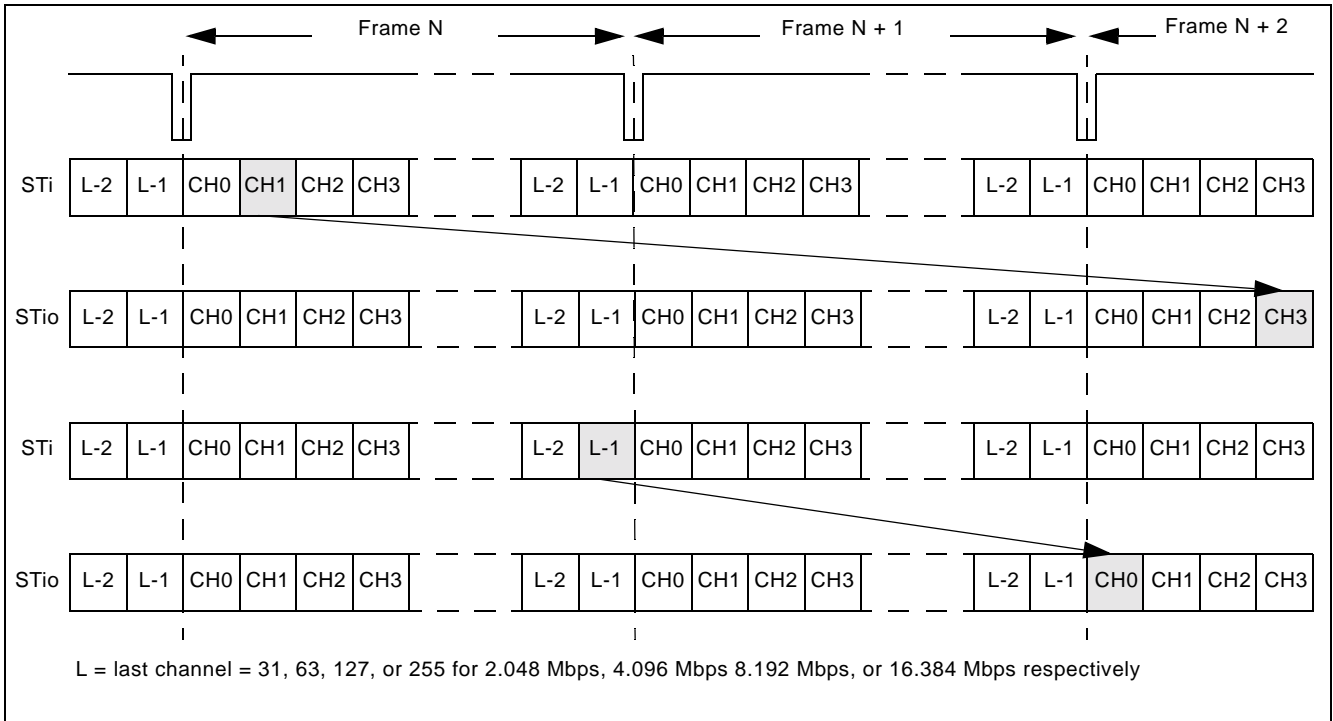 Frame N Frame N + 1 Frame N + 2
STi L-2 L-1 CH0 CH1 CH2 CH3 L-2 L-1 CH0 CH1 CH2 CH3 L-2 L-1 CH0 CH1 CH2 CH3
STio L-2 L-1 CH0 CH1 CH2 CH3 L-2 L-1 CH0 CH1 CH2 CH3 L-2 L-1 CH0 CH1 CH2 CH3
STi L-2 L-1 CH0 CH1 CH2 CH3 L-2 L-1 CH0 CH1 CH2 CH3 L-2 L-1 CH0 CH1 CH2 CH3
STio L-2 L-1 CH0 CH1 CH2 CH3 L-2 L-1 CH0 CH1 CH2 CH3 L-2 L-1 CH0 CH1 CH2 CH3
L = last channel = 31, 63, 127, or 255 for 2.048 Mbps, 4.096 Mbps 8.192 Mbps, or 16.384 Mbps respectively